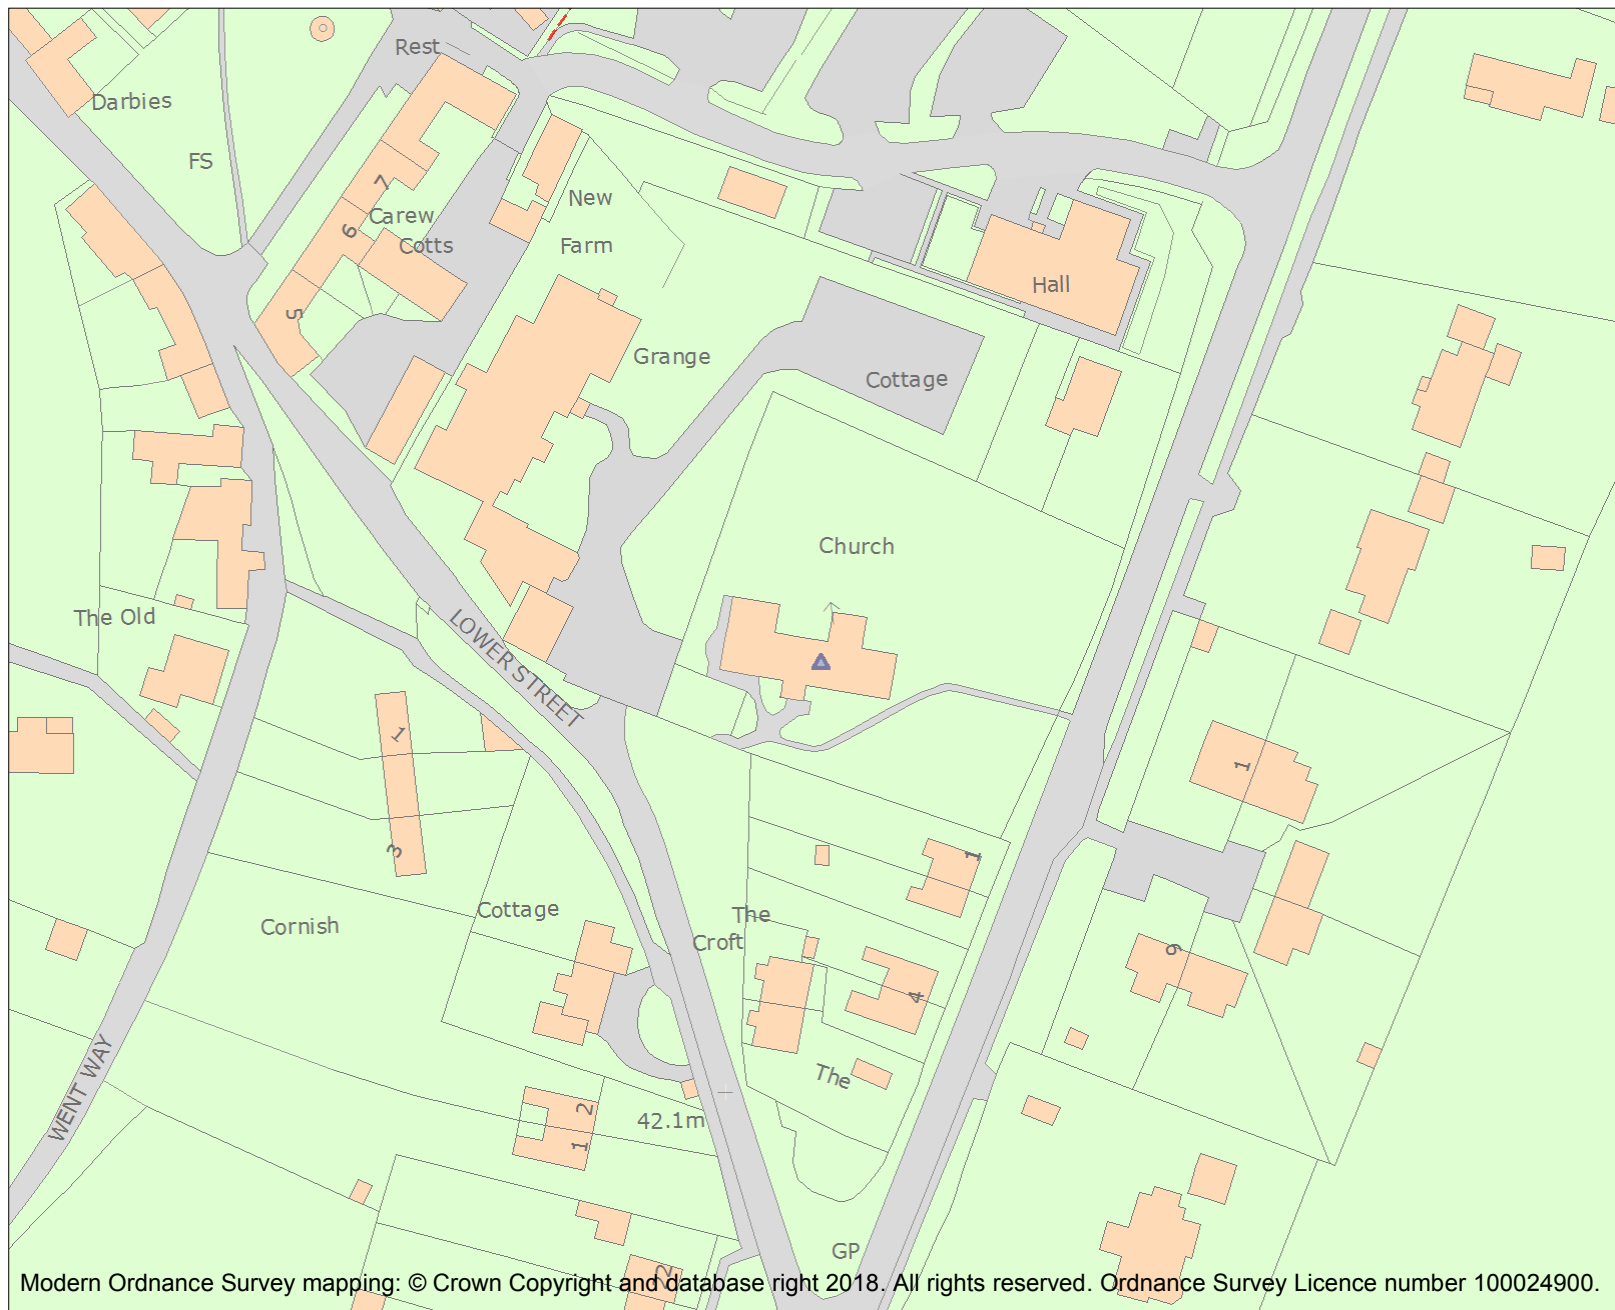 Rest
Darbies
FS
7
New
Carew
6
Cotts
Farm
Hall
5
Grange
Cottage
Church
The Old
LOWER STREET
1
1
3
1
Cottage
The
Cornish
Croft
6
4
The
WENT WAY
2
42.1m
1
GP
2
Modern Ordnance Survey mapping: © Crown Copyright and database right 2018. All rights reserved. Ordnance Survey Licence number 100024900.